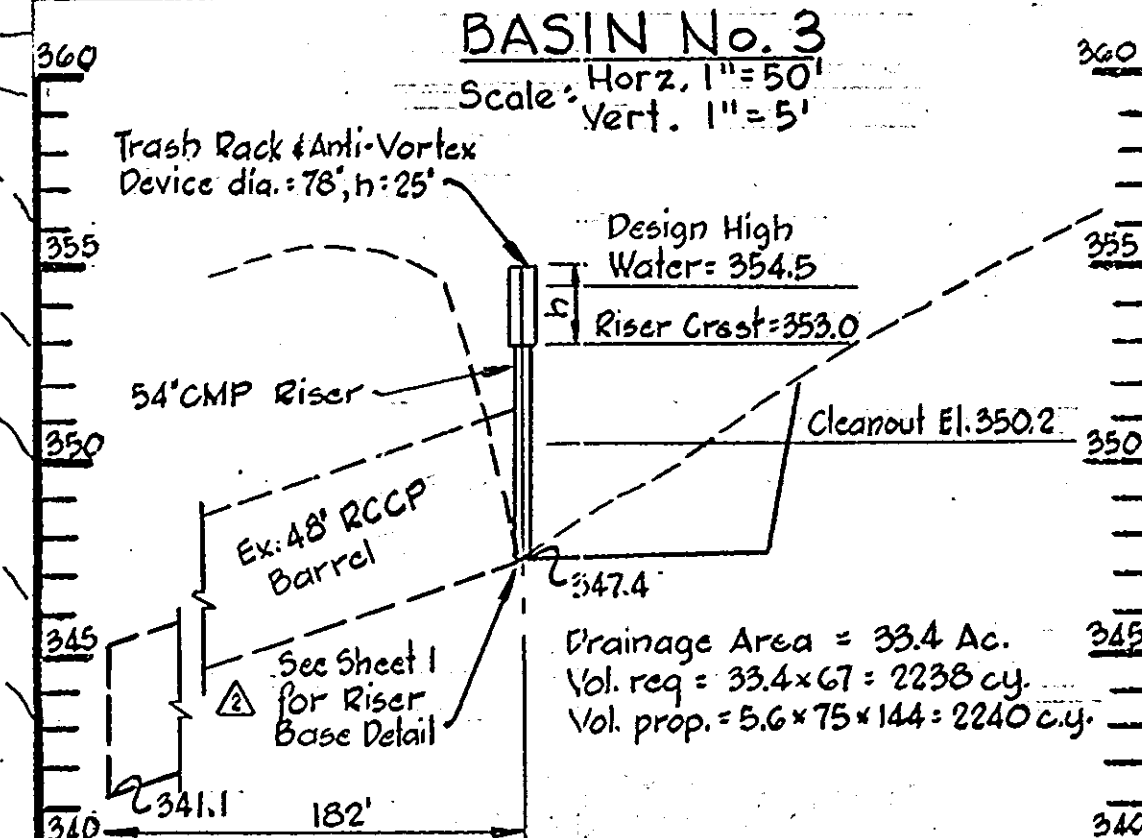 BASIN No. 3
Scale: Horz. 1"=50'
Vert. 1"=5'
360
360
Trash Rack & Anti-Vortex
Device dia.=78", h=25"
Design High
Water= 354.5
355
355
h
Riser Crest=353.0
54" CMP Riser
Cleanout El. 350.2
350
350
Ex. 48" RCCP
Barrel
347.4
345
345
See Sheet 1
for Riser
Base Detail
2
Drainage Area = 33.4 Ac.
Vol. req = 33.4 x 67 = 2238 cy.
Vol. prop. = 5.6 x 75 x 144 = 2240 c.y.
341.1
182'
340
340